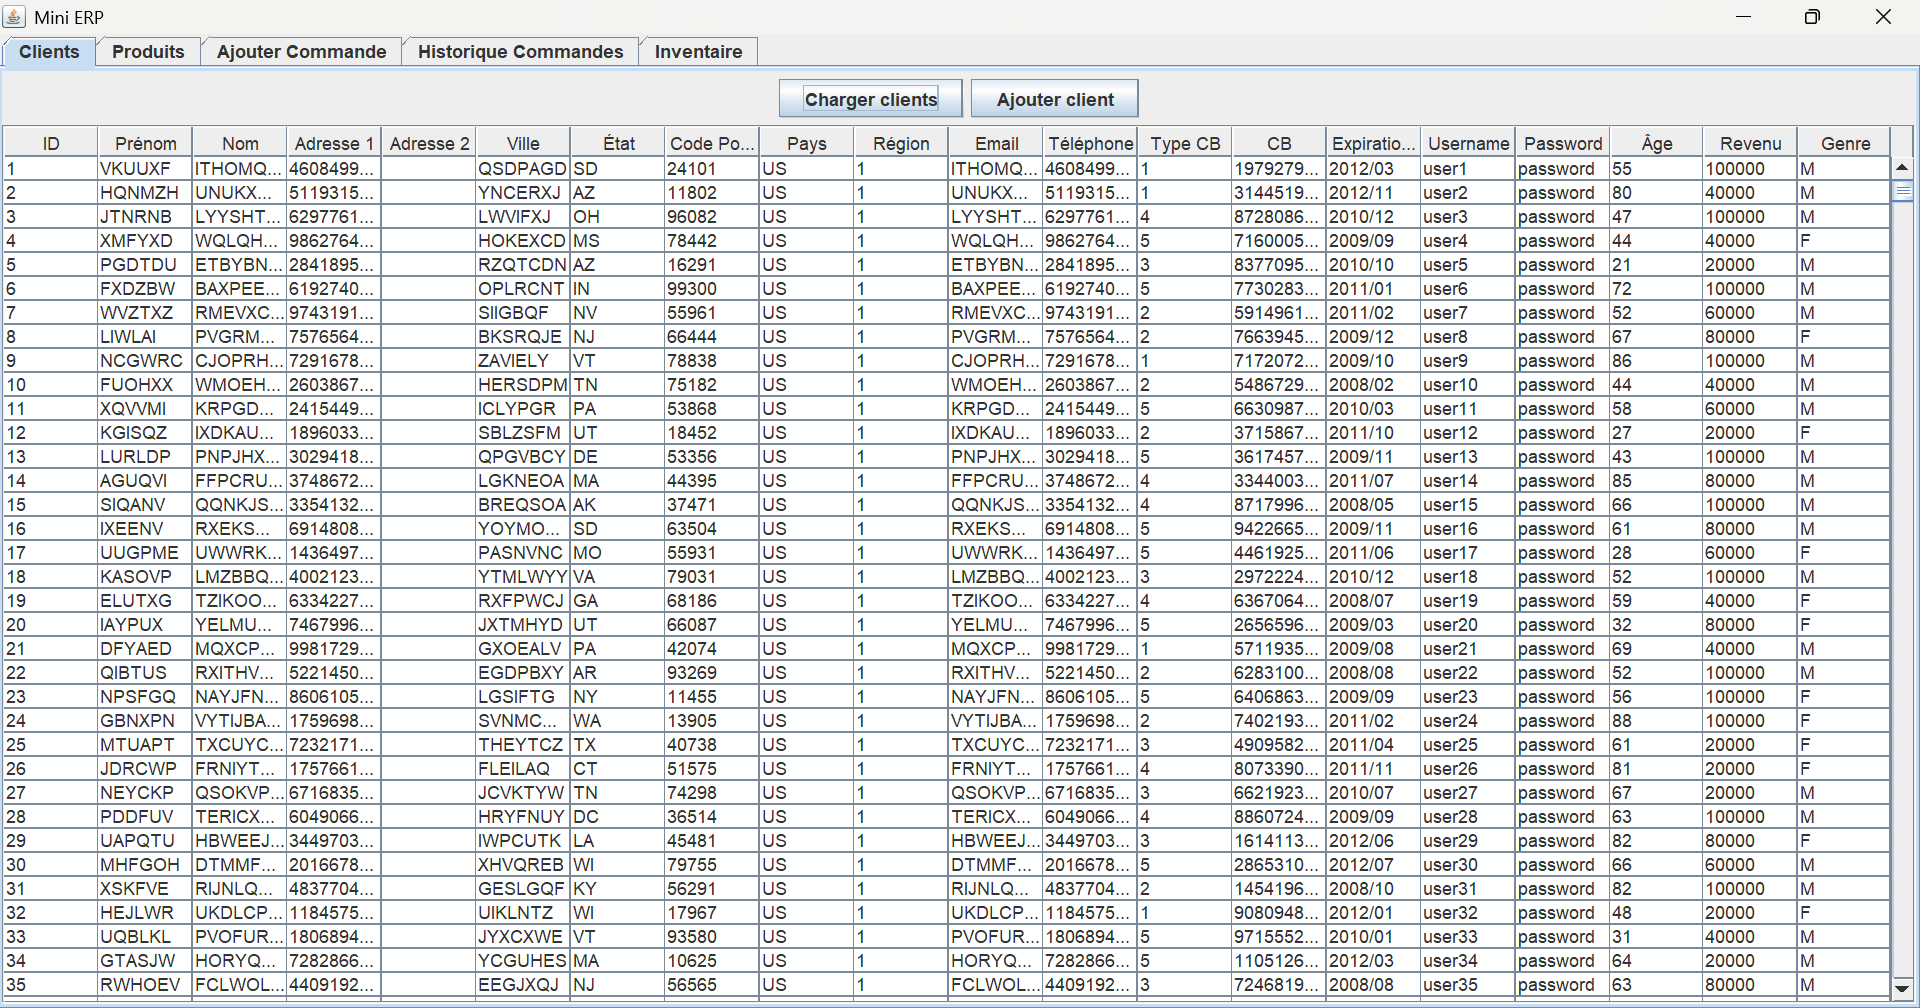 Mini ERP
Clients Produits Ajouter Commande Historique Commandes Inventaire
Charger clients Ajouter client
ID Prénom Nom Adresse 1 Adresse 2 Ville État Code Po... Pays Région Email Téléphone Type CB CB Expiratio... Username Password Âge Revenu Genre
1 VKUUXF ITHOMQ... 4608499... QSDPAGD SD 24101 US 1 ITHOMQ... 4608499... 1 1979279... 2012/03 user1 password 55 100000 M
2 HQNMZH UNUKX... 5119315... YNCERXJ AZ 11802 US 1 UNUKX... 5119315... 1 3144519... 2012/11 user2 password 80 40000 M
3 JTNRNB LYYSHT... 6297761... LWVIFXJ OH 96082 US 1 LYYSHT... 6297761... 4 8728086... 2010/12 user3 password 47 100000 M
4 XMFYXD WQLQH... 9862764... HOKEXCD MS 78442 US 1 WQLQH... 9862764... 5 7160005... 2009/09 user4 password 44 40000 F
5 PGDTDU ETBYBN... 2841895... RZQTCDN AZ 16291 US 1 ETBYBN... 2841895... 3 8377095... 2010/10 user5 password 21 20000 M
6 FXDZBW BAXPEE... 6192740... OPLRCNT IN 99300 US 1 BAXPEE... 6192740... 5 7730283... 2011/01 user6 password 72 100000 M
7 WVZTXZ RMEVXC... 9743191... SIIGBQF NV 55961 US 1 RMEVXC... 9743191... 2 5914961... 2011/02 user7 password 52 60000 M
8 LIWLAI PVGRM... 7576564... BKSRQJE NJ 66444 US 1 PVGRM... 7576564... 2 7663945... 2009/12 user8 password 67 80000 F
9 NCGWRC CJOPRH... 7291678... ZAVIELY VT 78838 US 1 CJOPRH... 7291678... 1 7172072... 2009/10 user9 password 86 100000 M
10 FUOHXX WMOEH... 2603867... HERSDPM TN 75182 US 1 WMOEH... 2603867... 2 5486729... 2008/02 user10 password 44 40000 M
11 XQVVMI KRPGD... 2415449... ICLYPGR PA 53868 US 1 KRPGD... 2415449... 5 6630987... 2010/03 user11 password 58 60000 M
12 KGISQZ IXDKAU... 1896033... SBLZSFM UT 18452 US 1 IXDKAU... 1896033... 2 3715867... 2011/10 user12 password 27 20000 F
13 LURLDP PNPJHX... 3029418... QPGVBCY DE 53356 US 1 PNPJHX... 3029418... 5 3617457... 2009/11 user13 password 43 100000 M
14 AGUQVI FFPCRU... 3748672... LGKNEOA MA 44395 US 1 FFPCRU... 3748672... 4 3344003... 2011/07 user14 password 85 80000 M
15 SIQANV QQNKJS... 3354132... BREQSOA AK 37471 US 1 QQNKJS... 3354132... 4 8717996... 2008/05 user15 password 66 100000 M
16 IXEENV RXEKS... 6914808... YOYMO... SD 63504 US 1 RXEKS... 6914808... 5 9422665... 2009/11 user16 password 61 80000 M
17 UUGPME UWWRK... 1436497... PASNVNC MO 55931 US 1 UWWRK... 1436497... 5 4461925... 2011/06 user17 password 28 60000 F
18 KASOVP LMZBBQ... 4002123... YTMLWYY VA 79031 US 1 LMZBBQ... 4002123... 3 2972224... 2010/12 user18 password 52 100000 M
19 ELUTXG TZIKOO... 6334227... RXFPWCJ GA 68186 US 1 TZIKOO... 6334227... 4 6367064... 2008/07 user19 password 59 40000 F
20 IAYPUX YELMU... 7467996... JXTMHYD UT 66087 US 1 YELMU... 7467996... 5 2656596... 2009/03 user20 password 32 80000 F
21 DFYAED MQXCP... 9981729... GXOEALV PA 42074 US 1 MQXCP... 9981729... 1 5711935... 2009/08 user21 password 69 40000 M
22 QIBTUS RXITHV... 5221450... EGDPBXY AR 93269 US 1 RXITHV... 5221450... 2 6283100... 2008/08 user22 password 52 100000 M
23 NPSFGQ NAYJFN... 8606105... LGSIFTG NY 11455 US 1 NAYJFN... 8606105... 5 6406863... 2009/09 user23 password 56 100000 F
24 GBNXPN VYTIJBA... 1759698... SVNMC... WA 13905 US 1 VYTIJBA... 1759698... 2 7402193... 2011/02 user24 password 88 100000 F
25 MTUAPT TXCUYC... 7232171... THEYTCZ TX 40738 US 1 TXCUYC... 7232171... 3 4909582... 2011/04 user25 password 61 20000 F
26 JDRCWP FRNIYT... 1757661... FLEILAQ CT 51575 US 1 FRNIYT... 1757661... 4 8073390... 2011/11 user26 password 81 20000 F
27 NEYCKP QSOKVP... 6716835... JCVKTYW TN 74298 US 1 QSOKVP... 6716835... 3 6621923... 2010/07 user27 password 67 20000 M
28 PDDFUV TERICX... 6049066... HRYFNUY DC 36514 US 1 TERICX... 6049066... 4 8860724... 2009/09 user28 password 63 100000 M
29 UAPQTU HBWEEJ... 3449703... IWPCUTK LA 45481 US 1 HBWEEJ... 3449703... 3 1614113... 2012/06 user29 password 82 80000 F
30 MHFGOH DTMMF... 2016678... XHVQREB WI 79755 US 1 DTMMF... 2016678... 5 2865310... 2012/07 user30 password 66 60000 M
31 XSKFVE RIJNLQ... 4837704... GESLGQF KY 56291 US 1 RIJNLQ... 4837704... 2 1454196... 2008/10 user31 password 82 100000 M
32 HEJLWR UKDLCP... 1184575... UIKLNTZ WI 17967 US 1 UKDLCP... 1184575... 1 9080948... 2012/01 user32 password 48 20000 F
33 UQBLKL PVOFUR... 1806894... JYXCXWE VT 93580 US 1 PVOFUR... 1806894... 5 9715552... 2010/01 user33 password 31 40000 M
34 GTASJW HORYQ... 7282866... YCGUHES MA 10625 US 1 HORYQ... 7282866... 5 1105126... 2012/03 user34 password 64 20000 M
35 RWHOEV FCLWOL... 4409192... EEGJXQJ NJ 56565 US 1 FCLWOL... 4409192... 3 7246819... 2008/08 user35 password 63 80000 M